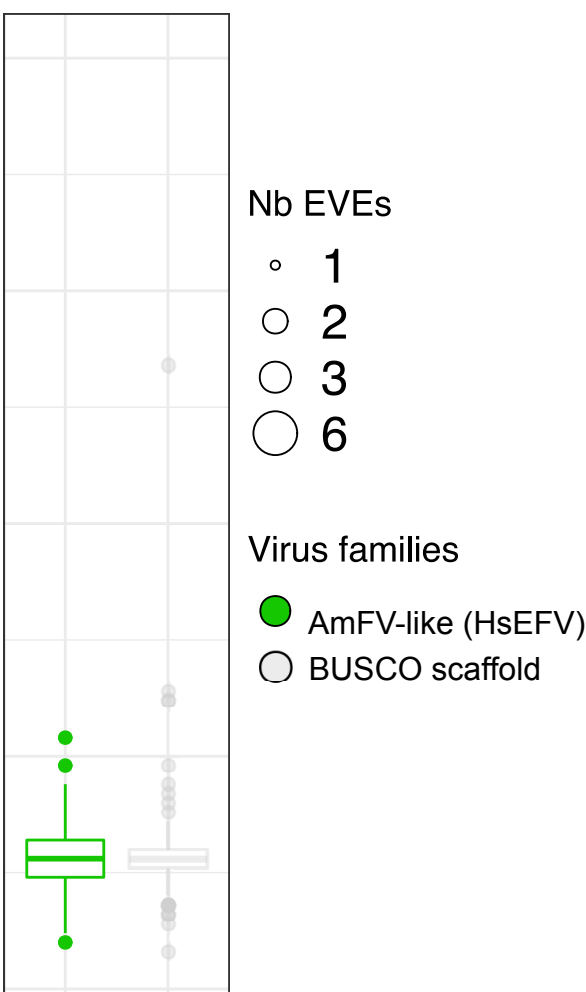 Nb EVEs
1
2
3
6
Virus families
AmFV-like (HsEFV)
BUSCO scaffold